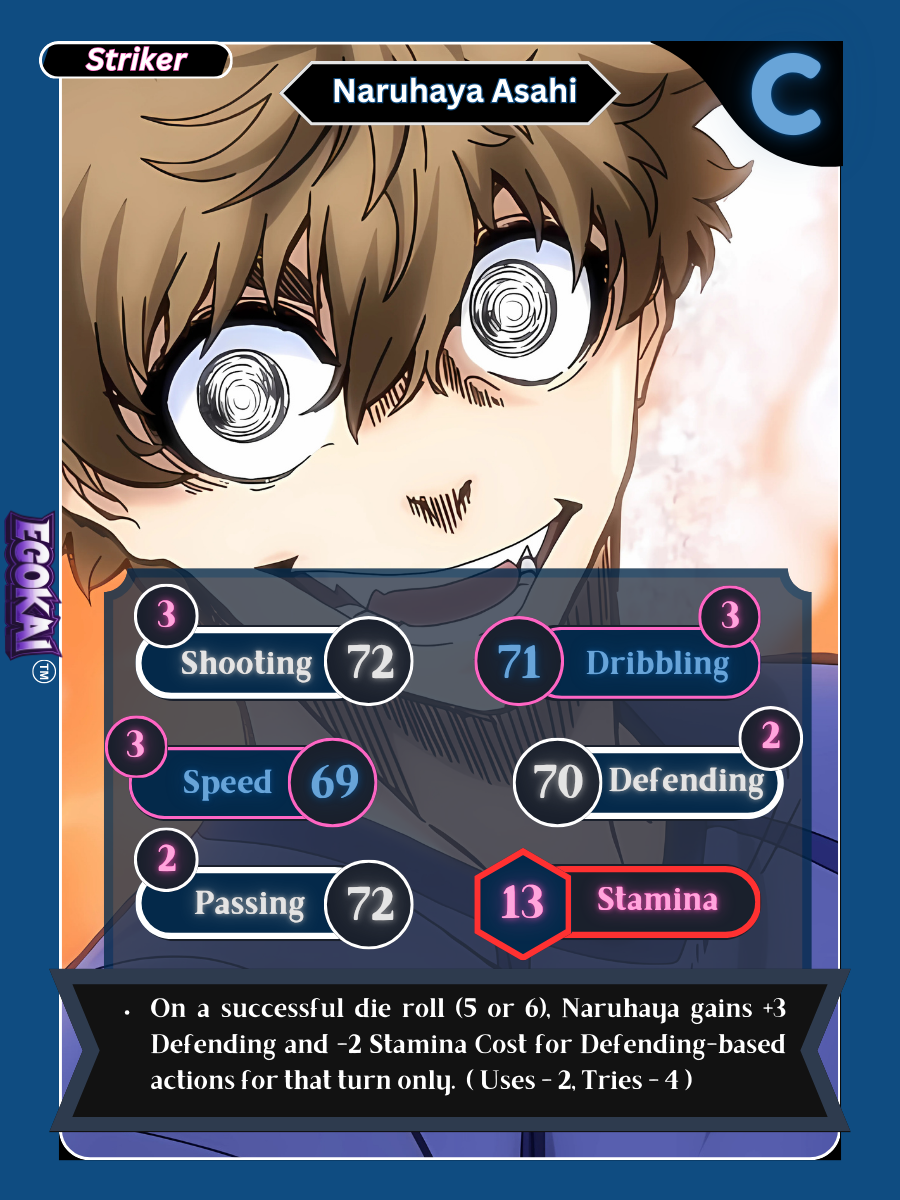 Striker
Naruhaya Asahi
C
EGOKAI
TM
3
Shooting 72
3
71 Dribbling
3
Speed 69
2
70 Defending
2
Passing 72
13 Stamina
• On a successful die roll (5 or 6), Naruhaya gains +3
Defending and -2 Stamina Cost for Defending-based
actions for that turn only. ( Uses - 2, Tries - 4 )